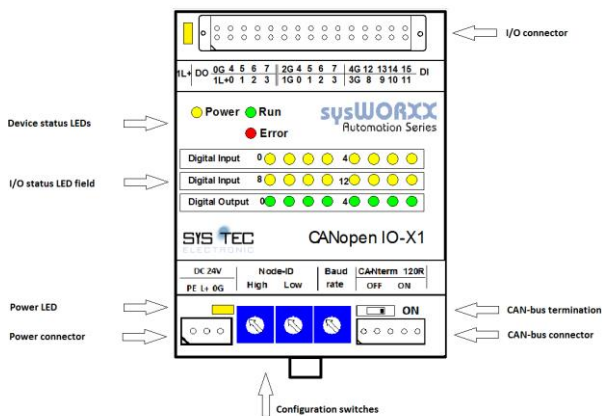 I/O connector
1L+ DO 0G 4 5 6 7 2G 4 5 6 7 4G 12 13 14 15 DI
1L+ 0 1 2 3 1G 0 1 2 3 3G 8 9 10 11
Power Run
sysWORXX
Automation Series
Device status LEDs
Error
Digital Input 0 4
I/O status LED field
Digital Input 8 12
Digital Output 0 4
SYS TEC
ELECTRONIC
CANopen IO-X1
DC 24V Node-ID Baud CANterm 120R
PE L+ 0G High Low rate OFF ON
Power LED
ON
CAN-bus termination
Power connector
CAN-bus connector
Configuration switches